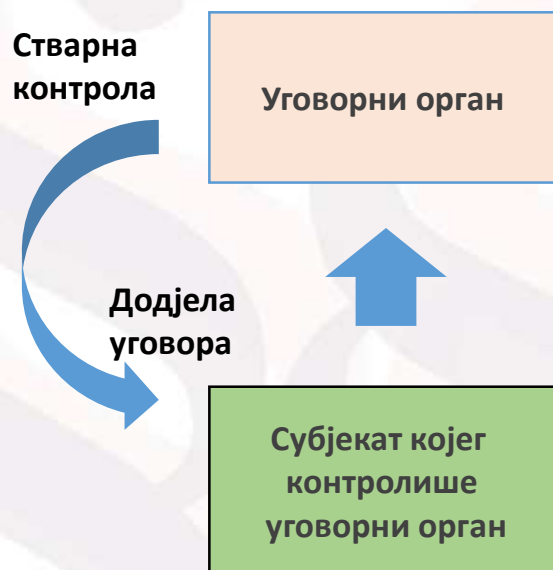 Стварна
контрола
Уговорни орган
Додјела
уговора
Субјекат којег
контролише
уговорни орган